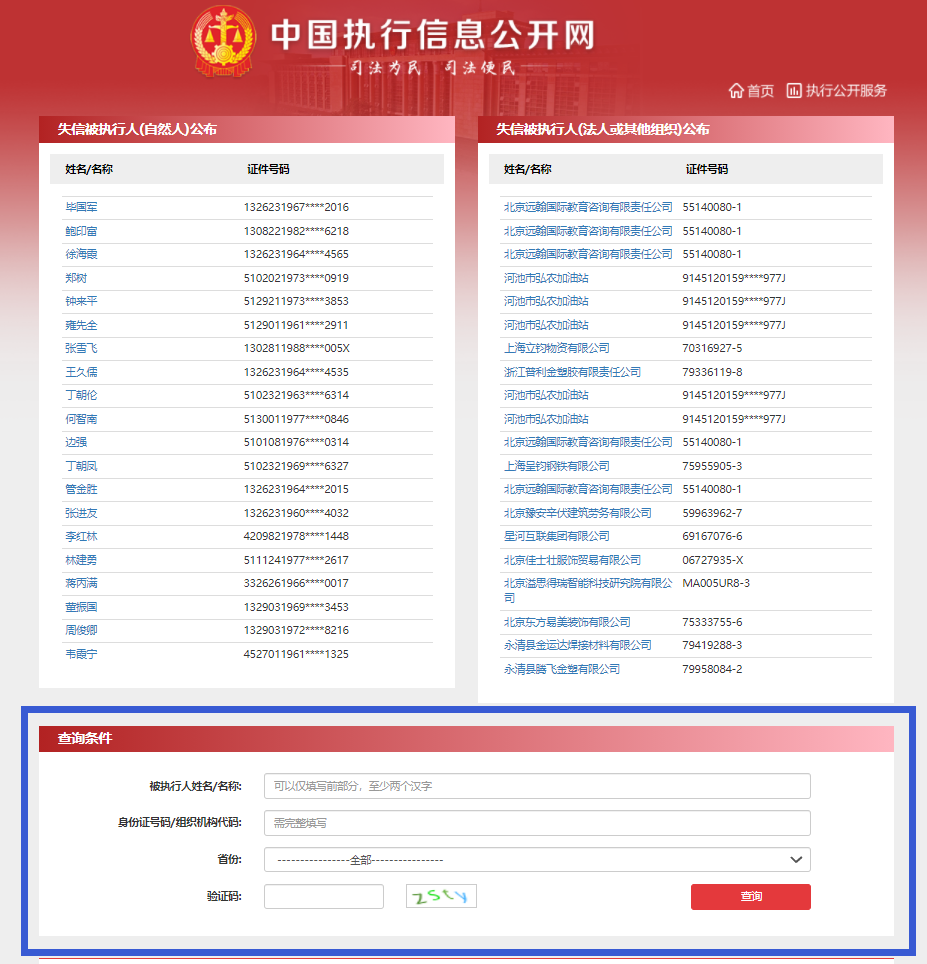 中国执行信息公开网
司法为民 司法便民
首页 执行公开服务
失信被执行人(自然人)公布
姓名/名称 证件号码
毕国军 1326231967****2016
鲍印富 1308221982****6218
徐海霞 1326231964****4565
郑树 5102021973****0919
钟来平 5129211973****3853
雍先全 5129011961****2911
张雪飞 1302811988****005X
王久儒 1326231964****4535
丁朝伦 5102321963****6314
何智南 5130011977****0846
边强 5101081976****0314
丁朝凤 5102321969****6327
管金胜 1326231964****2015
张进友 1326231960****4032
李红林 4209821978****1448
林建勇 5111241977****2617
蒋丙满 3326261966****0017
董振国 1329031969****3453
周俊卿 1329031972****8216
韦霞宁 4527011961****1325
失信被执行人(法人或其他组织)公布
姓名/名称 证件号码
北京远翰国际教育咨询有限责任公司 55140080-1
北京远翰国际教育咨询有限责任公司 55140080-1
北京远翰国际教育咨询有限责任公司 55140080-1
河池市弘农加油站 9145120159****977J
河池市弘农加油站 9145120159****977J
河池市弘农加油站 9145120159****977J
上海立钧物资有限公司 70316927-5
浙江普利金塑胶有限责任公司 79336119-8
河池市弘农加油站 9145120159****977J
河池市弘农加油站 9145120159****977J
北京远翰国际教育咨询有限责任公司 55140080-1
上海呈钧钢铁有限公司 75955905-3
北京远翰国际教育咨询有限责任公司 55140080-1
北京豫安辛伏建筑劳务有限公司 59963962-7
星河互联集团有限公司 69167076-6
北京佳士壮服饰贸易有限公司 06727935-X
北京溢思得瑞智能科技研究院有限公 MA005UR8-3
司
北京东方易美装饰有限公司 75333755-6
永清县金运达焊接材料有限公司 79419288-3
永清县腾飞金塑有限公司 79958084-2
查询条件
被执行人姓名/名称: 可以仅填写前部分，至少两个汉字
身份证号码/组织机构代码: 需完整填写
省份: ----------------全部----------------
验证码: zsty 查询